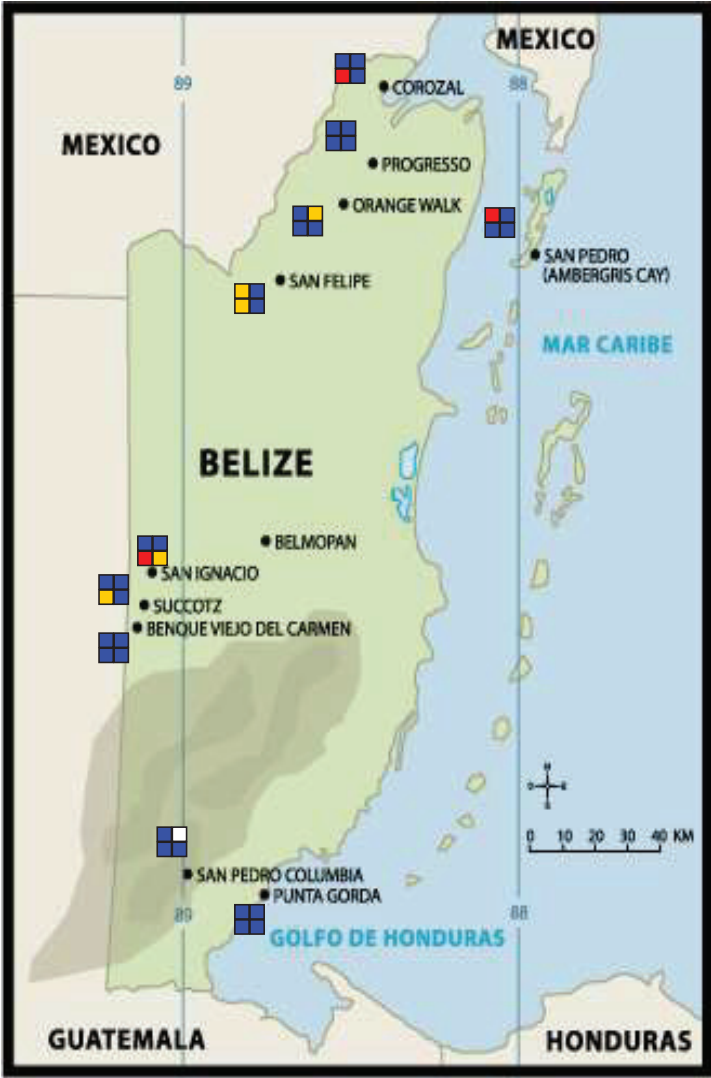 MEXICO
89
88
COROZAL
MEXICO
PROGRESSO
ORANGE WALK
SAN PEDRO
(AMBERGRIS CAY)
SAN FELIPE
MAR CARIBE
BELIZE
BELMOPAN
SAN IGNACIO
SUCCOTZ
BENQUE VIEJO DEL CARMEN
N
O E
S
0 10 20 30 40 KM
SAN PEDRO COLUMBIA
PUNTA GORDA
89
88
GOLFO DE HONDURAS
GUATEMALA
HONDURAS